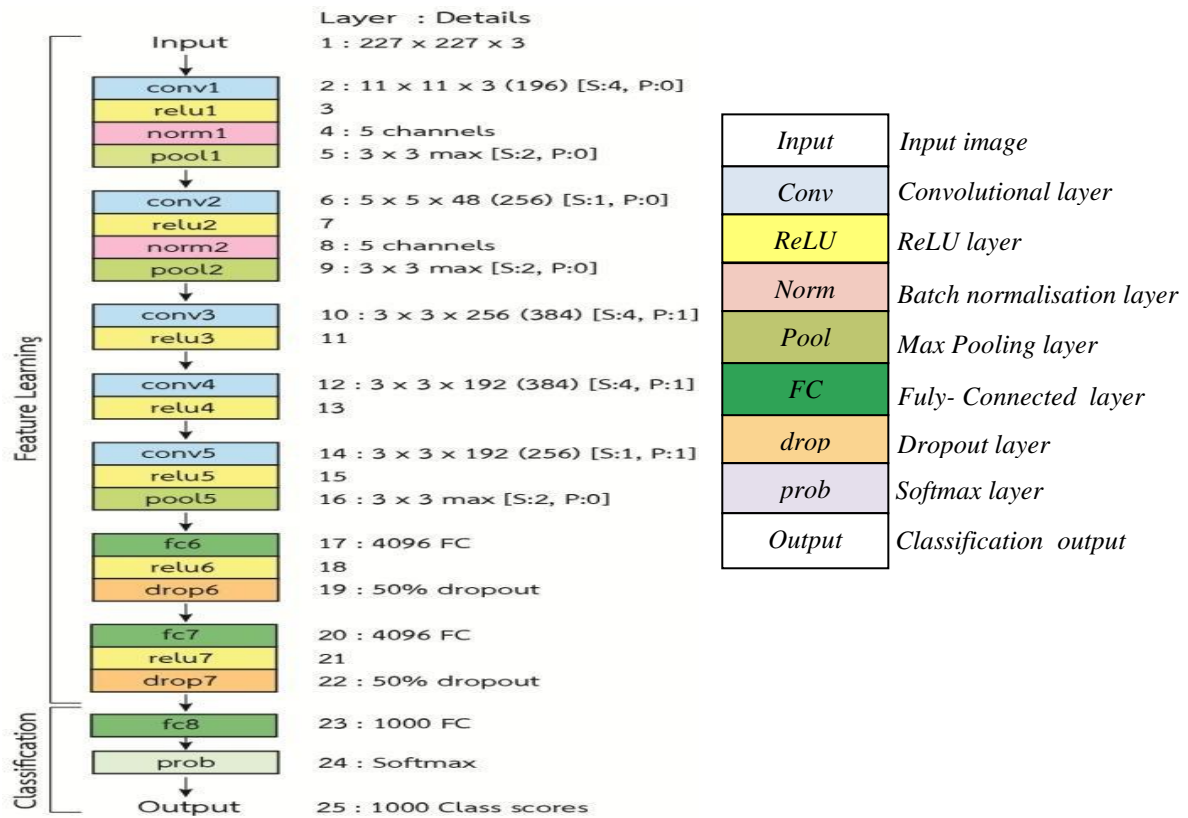 Layer : Details
Input 1 : 227 x 227 x 3
conv1 2 : 11 x 11 x 3 (196) [S:4, P:0]
relu1 3
norm1 4 : 5 channels
pool1 5 : 3 x 3 max [S:2, P:0]
conv2 6 : 5 x 5 x 48 (256) [S:1, P:0]
relu2 7
norm2 8 : 5 channels
pool2 9 : 3 x 3 max [S:2, P:0]
conv3 10 : 3 x 3 x 256 (384) [S:4, P:1]
relu3 11
conv4 12 : 3 x 3 x 192 (384) [S:4, P:1]
relu4 13
conv5 14 : 3 x 3 x 192 (256) [S:1, P:1]
relu5 15
pool5 16 : 3 x 3 max [S:2, P:0]
fc6 17 : 4096 FC
relu6 18
drop6 19 : 50% dropout
fc7 20 : 4096 FC
relu7 21
drop7 22 : 50% dropout
fc8 23 : 1000 FC
prob 24 : Softmax
Output 25 : 1000 Class scores
Feature Learning
Classification
Input Input image
Conv Convolutional layer
ReLU ReLU layer
Norm Batch normalisation layer
Pool Max Pooling layer
FC Fuly- Connected layer
drop Dropout layer
prob Softmax layer
Output Classification output